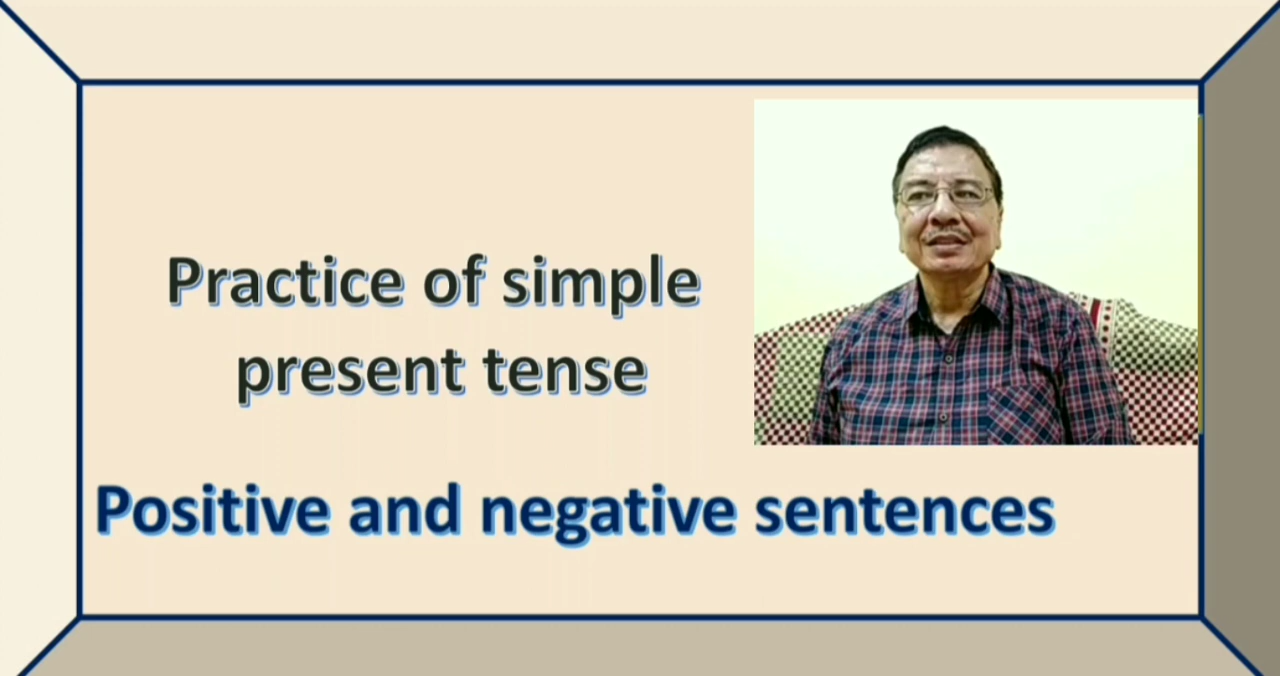 Practice of simple
present tense
Positive and negative sentences